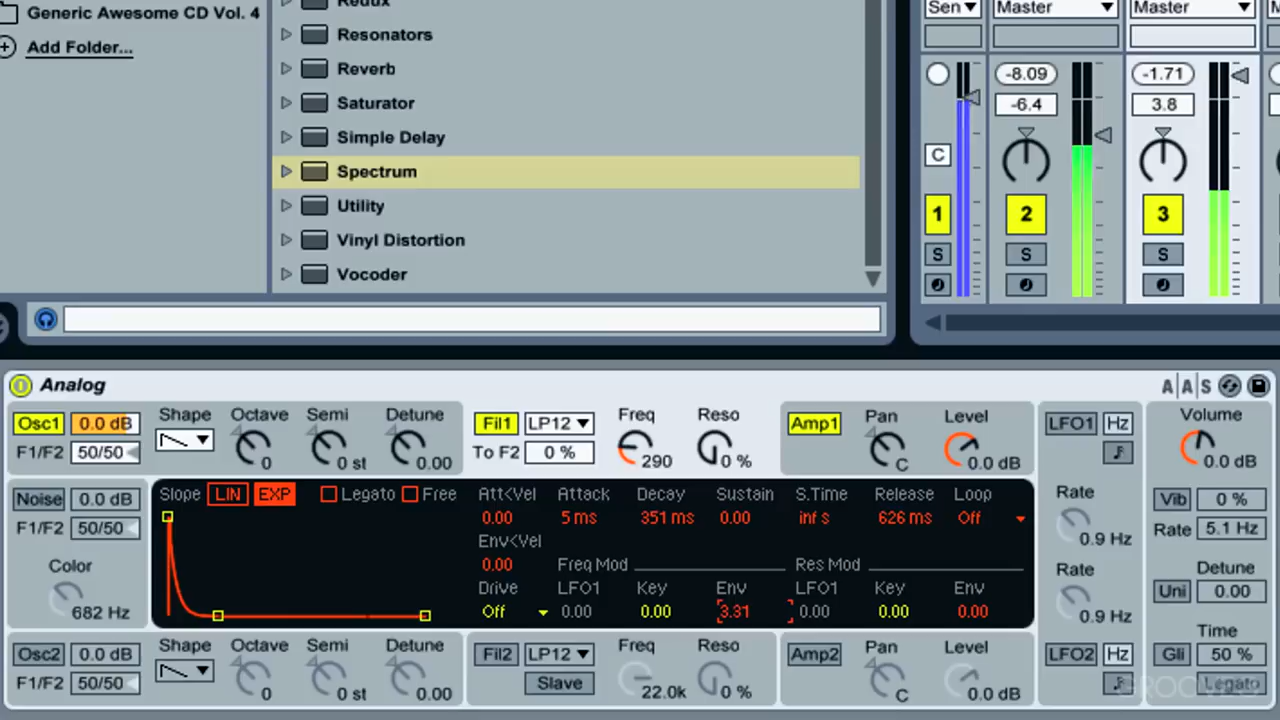 Generic Awesome CD Vol. 4
Add Folder...
Redux
Resonators
Reverb
Saturator
Simple Delay
Spectrum
Utility
Vinyl Distortion
Vocoder
Sen Master Master
-8.09 -1.71
-6.4 3.8
C
1 2 3
S S S
Analog
Osc1 0.0 dB Shape Octave Semi Detune
F1/F2 50/50 0 0 st 0.00
Fil1 LP12 Freq Reso
To F2 0 % 290 0 %
Amp1 Pan Level
C 0.0 dB
LFO1 Hz
Volume
0.0 dB
Noise 0.0 dB
F1/F2 50/50
Color
682 Hz
Slope LIN EXP Legato Free
Att<Vel Attack Decay Sustain S.Time Release Loop
0.00 5 ms 351 ms 0.00 inf s 626 ms Off
Env<Vel
0.00 Freq Mod Res Mod
Drive LFO1 Key Env LFO1 Key Env
Off 0.00 0.00 3.31 0.00 0.00 0.00
Rate
0.9 Hz
Rate
0.9 Hz
Vib 0 %
Rate 5.1 Hz
Detune
Uni 0.00
Time
Gli 50 %
Legato
Osc2 0.0 dB Shape Octave Semi Detune
F1/F2 50/50 0 0 st 0.00
Fil2 LP12 Freq Reso
Slave 22.0k 0 %
Amp2 Pan Level
C 0.0 dB
LFO2 Hz